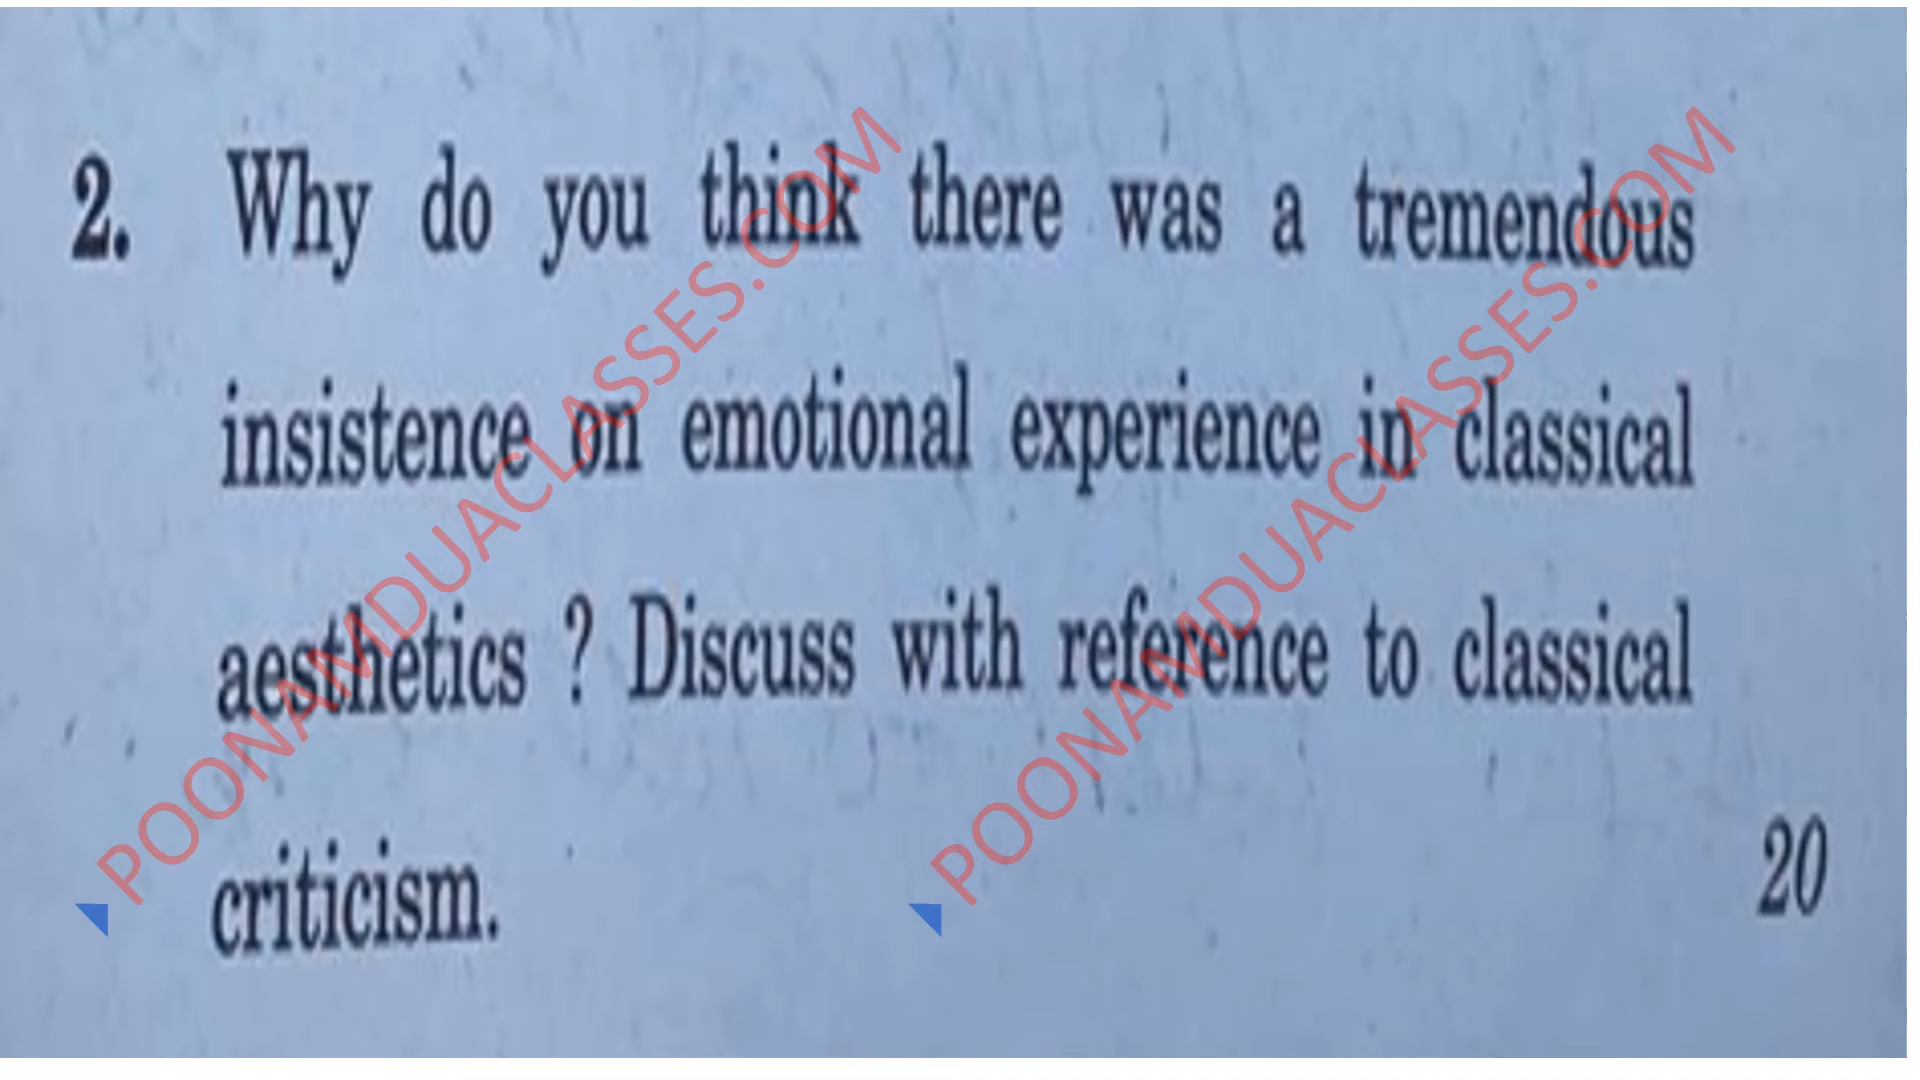 2. Why do you think there was a tremendous
insistence on emotional experience in classical
aesthetics ? Discuss with reference to classical
criticism. 20
POONAMDUACLASSES.COM
POONAMDUACLASSES.COM